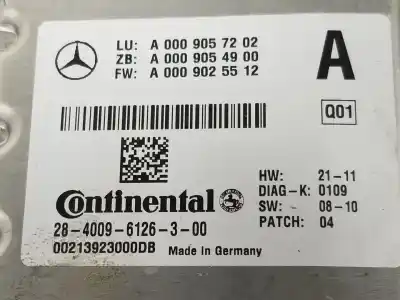 LU: A 000 905 72 02
ZB: A 000 905 49 00
FW: A 000 902 55 12
A
Q01
Continental
28-4009-6126-3-00
00213923000DB Made in Germany
HW: 21-11
DIAG-K: 0109
SW: 08-10
PATCH: 04